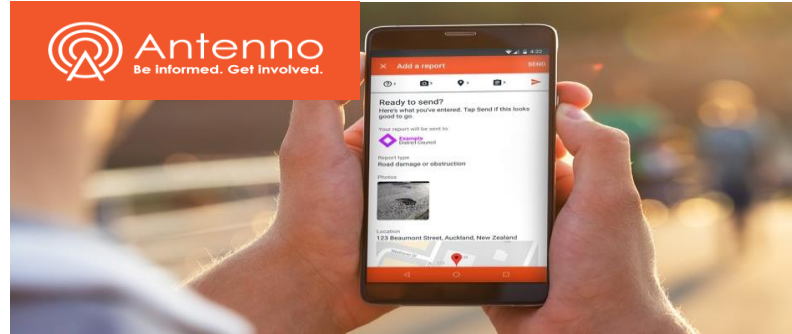 Antenno
Be informed. Get involved.
4:22
Add a report
SEND
Ready to send?
Here's what you've entered. Tap Send if this looks
good to go.
Your report will be sent to
Example
District Council
Report type
Road damage or obstruction
Photos
Location
123 Beaumont Street, Auckland, New Zealand